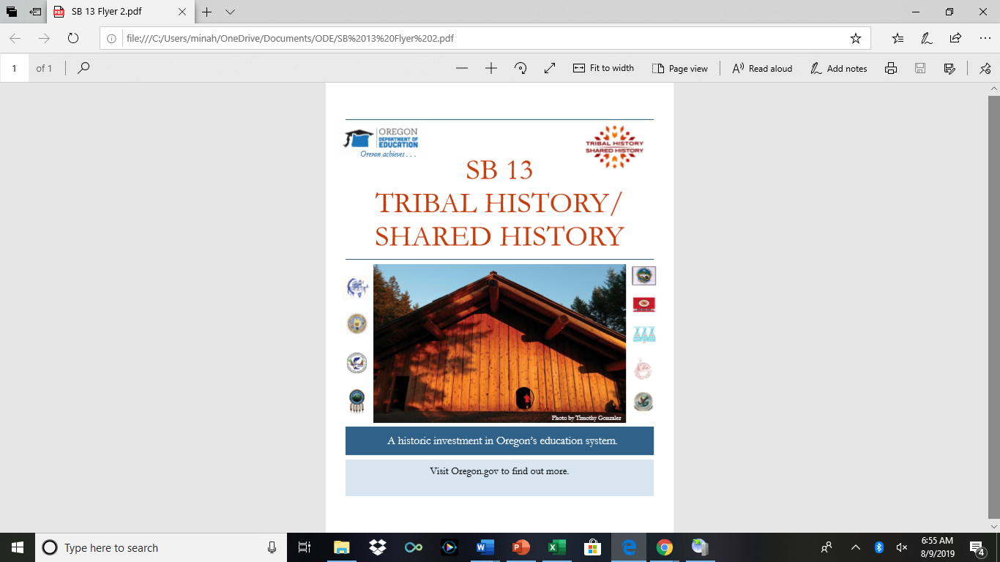 SB 13 Flyer 2.pdf
file:///C:/Users/minah/OneDrive/Documents/ODE/SB%2013%20Flyer%202.pdf
1 of 1
Fit to width
Page view
Read aloud
Add notes
OREGON
DEPARTMENT OF
EDUCATION
Oregon achieves . . .
TRIBAL HISTORY
SHARED HISTORY
SB 13
TRIBAL HISTORY/
SHARED HISTORY
Photo by Timothy Gonzalez
A historic investment in Oregon’s education system.
Visit Oregon.gov to find out more.
Type here to search
6:55 AM
8/9/2019
4